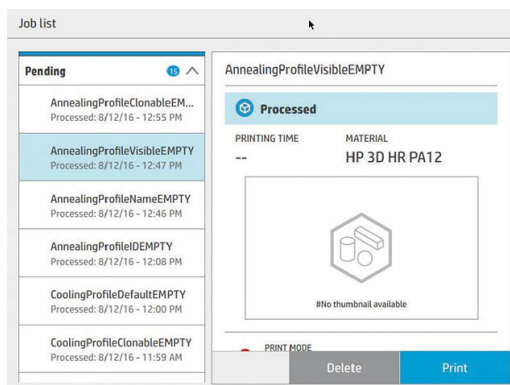 Job list
Pending 15
AnnealingProfileClonableEM...
Processed: 8/12/16 - 12:55 PM
AnnealingProfileVisibleEMPTY
Processed: 8/12/16 - 12:47 PM
AnnealingProfileNameEMPTY
Processed: 8/12/16 - 12:46 PM
AnnealingProfileIDEMPTY
Processed: 8/12/16 - 12:08 PM
CoolingProfileDefaultEMPTY
Processed: 8/12/16 - 12:00 PM
CoolingProfileClonableEMPTY
Processed: 8/12/16 - 11:59 AM
AnnealingProfileVisibleEMPTY
Processed
PRINTING TIME MATERIAL
-- HP 3D HR PA12
#No thumbnail available
PRINT MODE
Delete Print